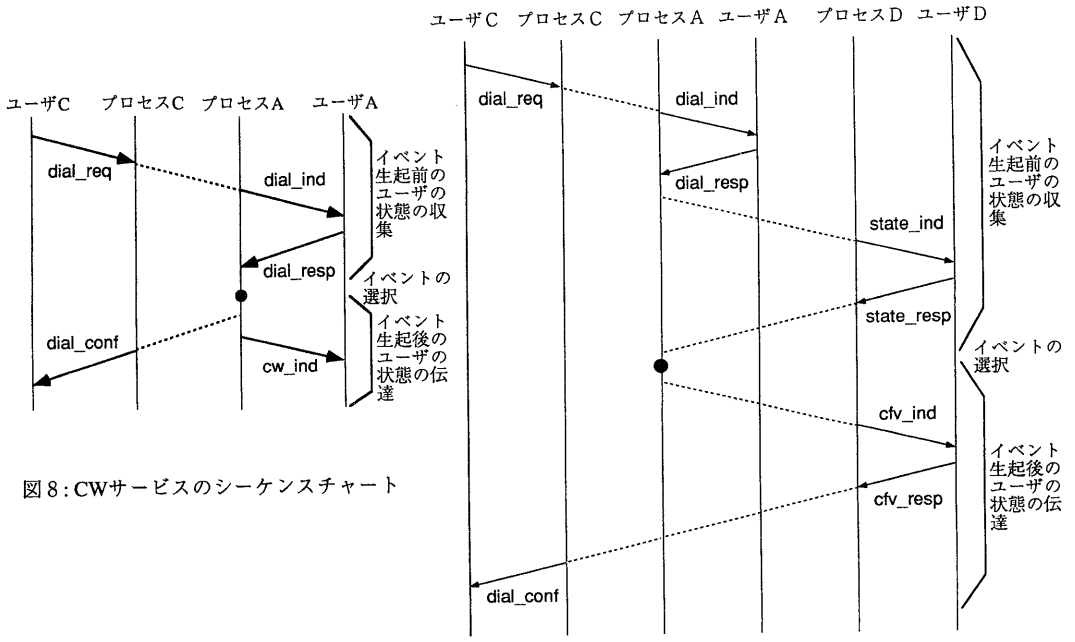 ユーザC プロセスC プロセスA ユーザA
dial_req
dial_ind
dial_resp
dial_conf
cw_ind
イベント
生起前の
ユーザの
状態の収
集
イベントの
選択
イベント
生起後の
ユーザの
状態の伝
達
図8:CWサービスのシーケンスチャート
ユーザC プロセスC プロセスA ユーザA プロセスD ユーザD
dial_req
dial_ind
dial_resp
state_ind
state_resp
cfv_ind
cfv_resp
dial_conf
イベント
生起前の
ユーザの
状態の収
集
イベントの
選択
イベント
生起後の
ユーザの
状態の伝
達